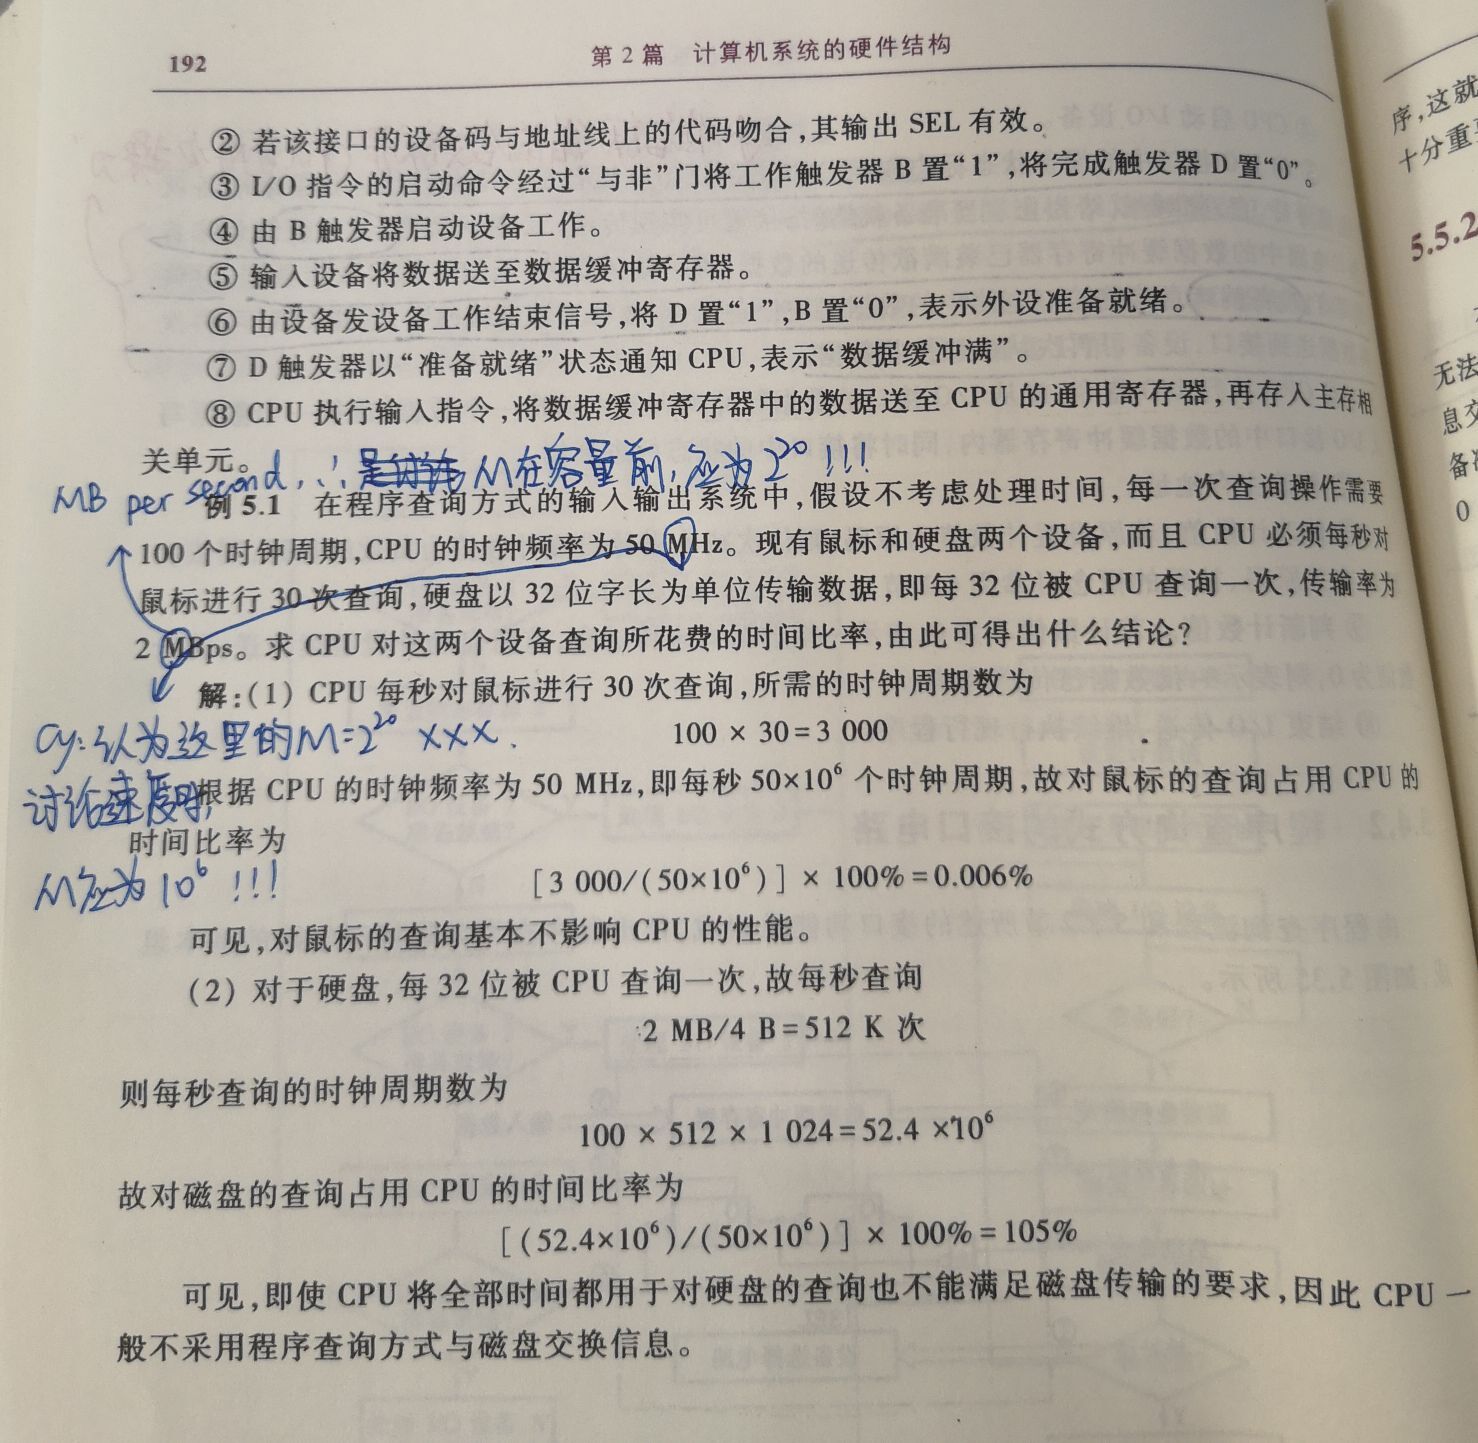 192
第 2 篇 计算机系统的硬件结构
② 若该接口的设备码与地址线上的代码吻合,其输出 SEL 有效。
③ I/O 指令的启动命令经过“与非”门将工作触发器 B 置“1”,将完成触发器 D 置“0”。
④ 由 B 触发器启动设备工作。
⑤ 输入设备将数据送至数据缓冲寄存器。
⑥ 由设备发设备工作结束信号,将 D 置“1”,B 置“0”,表示外设准备就绪。
⑦ D 触发器以“准备就绪”状态通知 CPU,表示“数据缓冲满”。
⑧ CPU 执行输入指令,将数据缓冲寄存器中的数据送至 CPU 的通用寄存器,再存入主存相
关单元。
MB per second, ∴ M在容量前,应为2²⁰!!!
例 5.1 在程序查询方式的输入输出系统中,假设不考虑处理时间,每一次查询操作需要
100 个时钟周期,CPU 的时钟频率为 50 MHz。现有鼠标和硬盘两个设备,而且 CPU 必须每秒对
鼠标进行 30 次查询,硬盘以 32 位字长为单位传输数据,即每 32 位被 CPU 查询一次,传输率为
2 MBps。求 CPU 对这两个设备查询所花费的时间比率,由此可得出什么结论?
解:(1) CPU 每秒对鼠标进行 30 次查询,所需的时钟周期数为
100 × 30=3 000
cy:认为这里的M=2²⁰ ×××.
讨论速度时,
根据 CPU 的时钟频率为 50 MHz,即每秒 50×10⁶ 个时钟周期,故对鼠标的查询占用 CPU 的
时间比率为
M应为10⁶!!!
[3 000/(50×10⁶)] × 100%=0.006%
可见,对鼠标的查询基本不影响 CPU 的性能。
(2) 对于硬盘,每 32 位被 CPU 查询一次,故每秒查询
2 MB/4 B=512 K 次
则每秒查询的时钟周期数为
100 × 512 × 1 024=52.4 ×10⁶
故对磁盘的查询占用 CPU 的时间比率为
[(52.4×10⁶)/(50×10⁶)] × 100%=105%
可见,即使 CPU 将全部时间都用于对硬盘的查询也不能满足磁盘传输的要求,因此 CPU 一
般不采用程序查询方式与磁盘交换信息。
序,这就
十分重
5.5.2
无法
息交
备
0